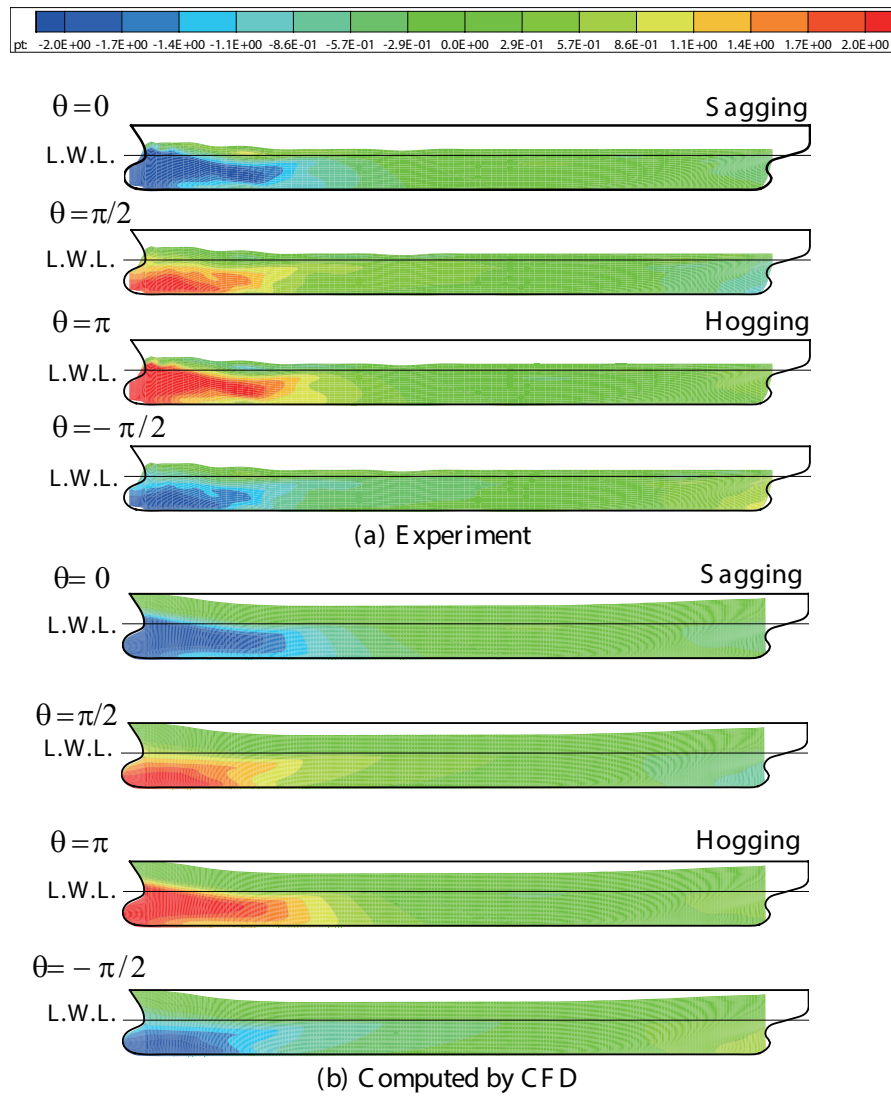 pt: -2.0E+00 -1.7E+00 -1.4E+00 -1.1E+00 -8.6E-01 -5.7E-01 -2.9E-01 0.0E+00 2.9E-01 5.7E-01 8.6E-01 1.1E+00 1.4E+00 1.7E+00 2.0E+00
θ=0 Sagging
L.W.L.
θ=π/2
L.W.L.
θ=π Hogging
L.W.L.
θ=− π/2
L.W.L.
(a) Experiment
θ= 0 Sagging
L.W.L.
θ=π/2
L.W.L.
θ=π Hogging
L.W.L.
θ=− π/2
L.W.L.
(b) Computed by CFD